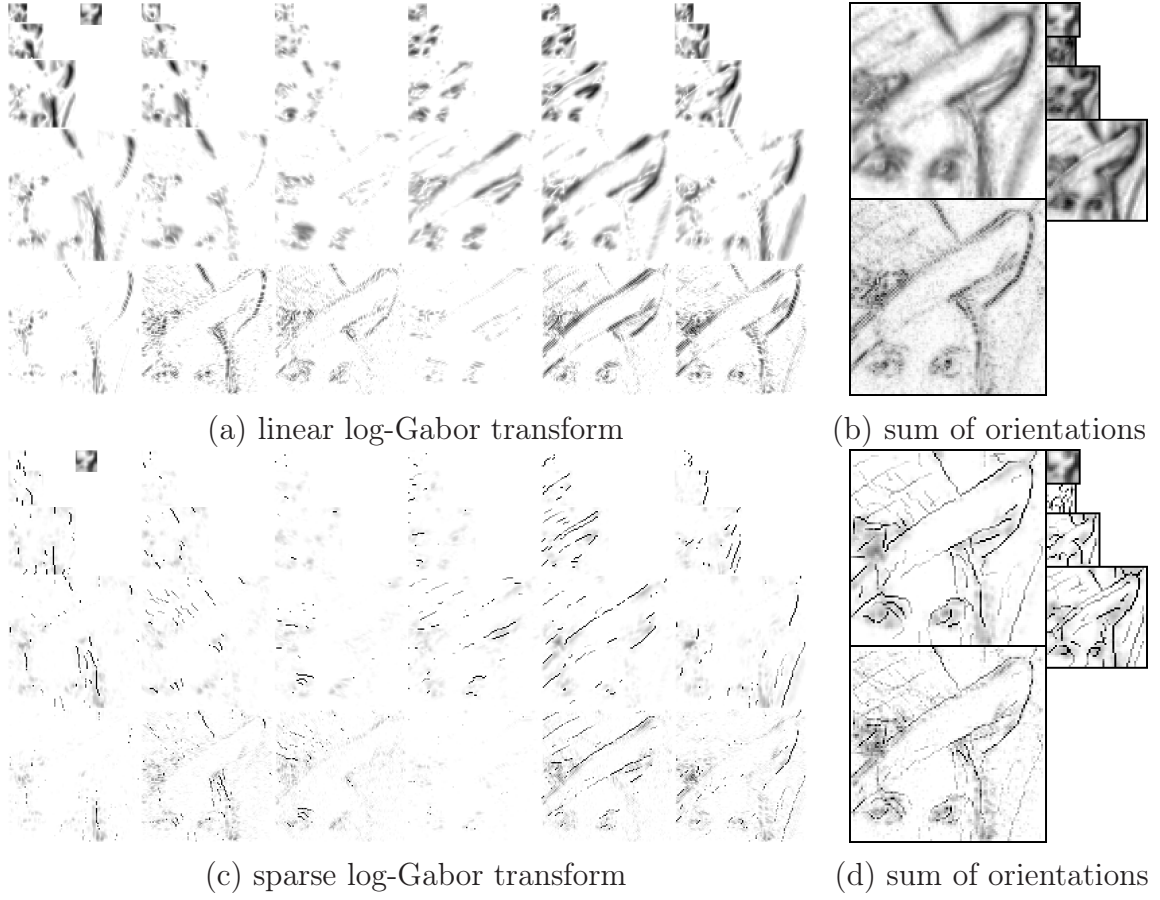 (a) linear log-Gabor transform
(b) sum of orientations
(c) sparse log-Gabor transform
(d) sum of orientations